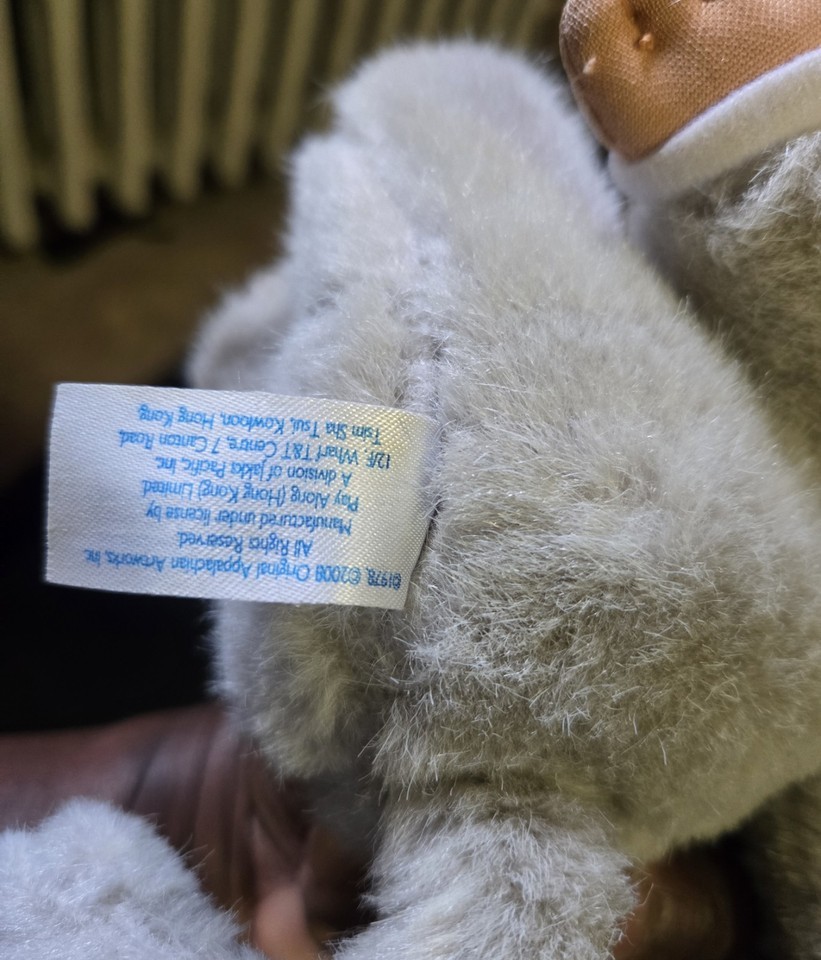 ©1978, ©2008 Original Appalachian Artworks, Inc.
All Rights Reserved.
Manufactured under license by
Play Along (Hong Kong) Limited.
A division of Jakks Pacific, Inc.
12/F Wharf T&T Centre, 7 Canton Road.
Tsim Sha Tsui, Kowloon, Hong Kong.